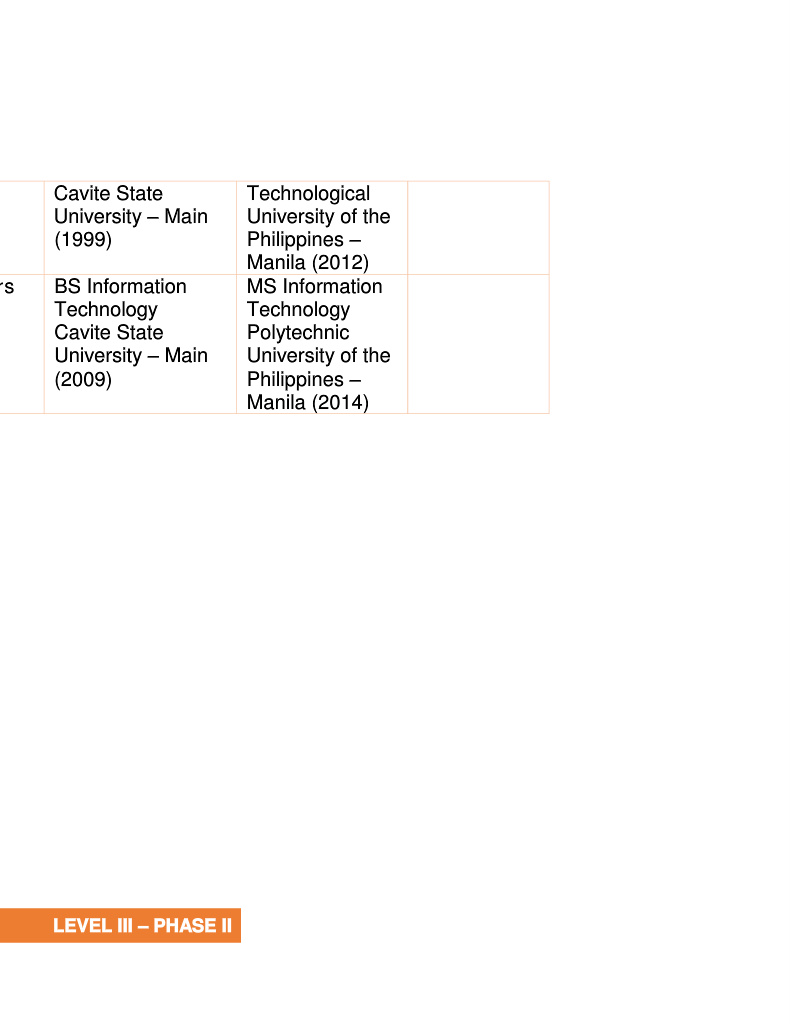 Cavite State
University – Main
(1999)
Technological
University of the
Philippines –
Manila (2012)
rs
BS Information
Technology
Cavite State
University – Main
(2009)
MS Information
Technology
Polytechnic
University of the
Philippines –
Manila (2014)
LEVEL III – PHASE II